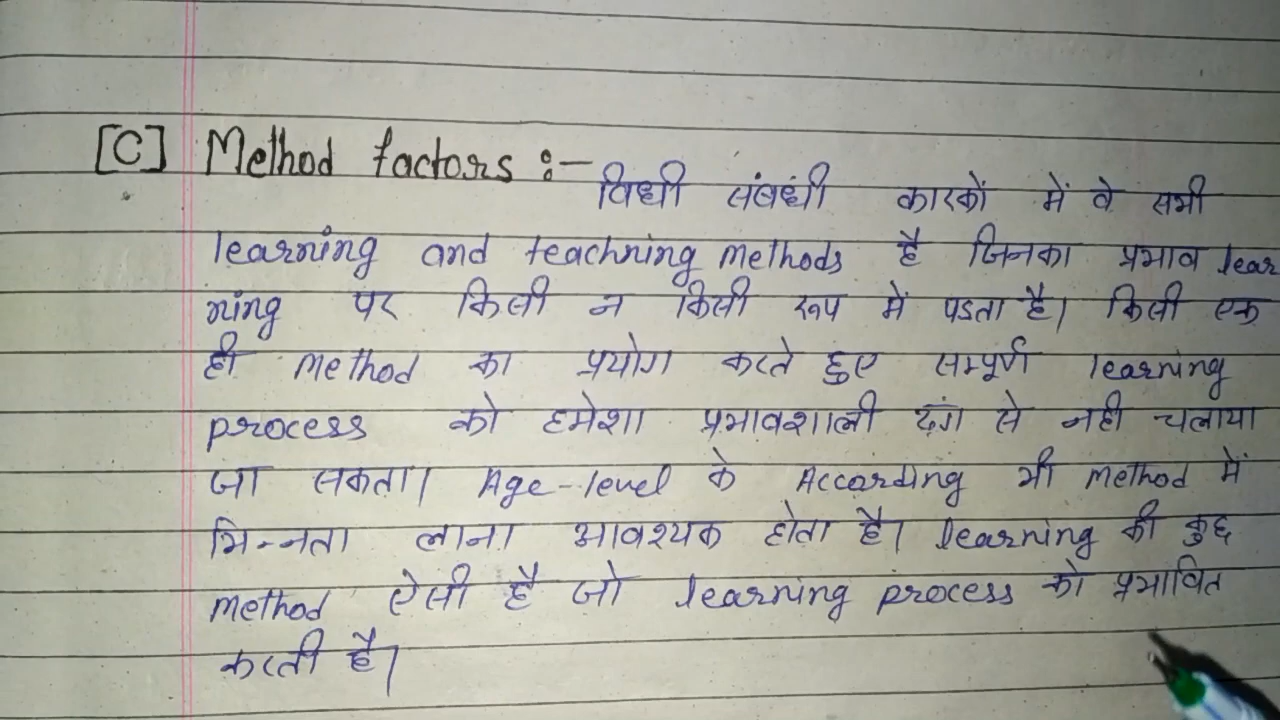 [C] Method factors :-
विधी संबंधी कारकों में वे सभी
learning and teachning methods है जिनका प्रभाव lear
ning पर किसी न किसी रूप में पडता है। किसी एक
ही method का प्रयोग करते हुए सम्पूर्ण learning
process को हमेशा प्रभावशाली ढ़ंग से नही चलाया
जा सकता। Age-level के According भी method में
भिन्नता लाना आवश्यक होता है। learning की कुछ
method ऐसी है जो learning process को प्रभावित
करती है।